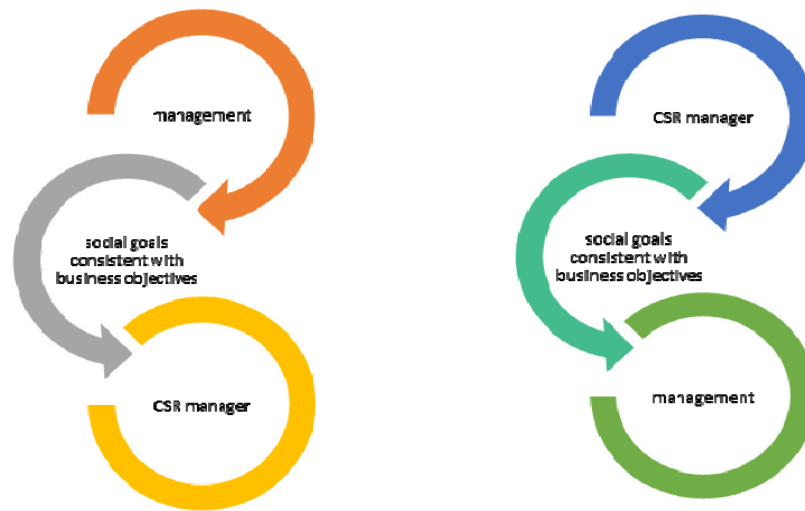 management
social goals
consistent with
business objectives
CSR manager
CSR manager
social goals
consistent with
business objectives
management